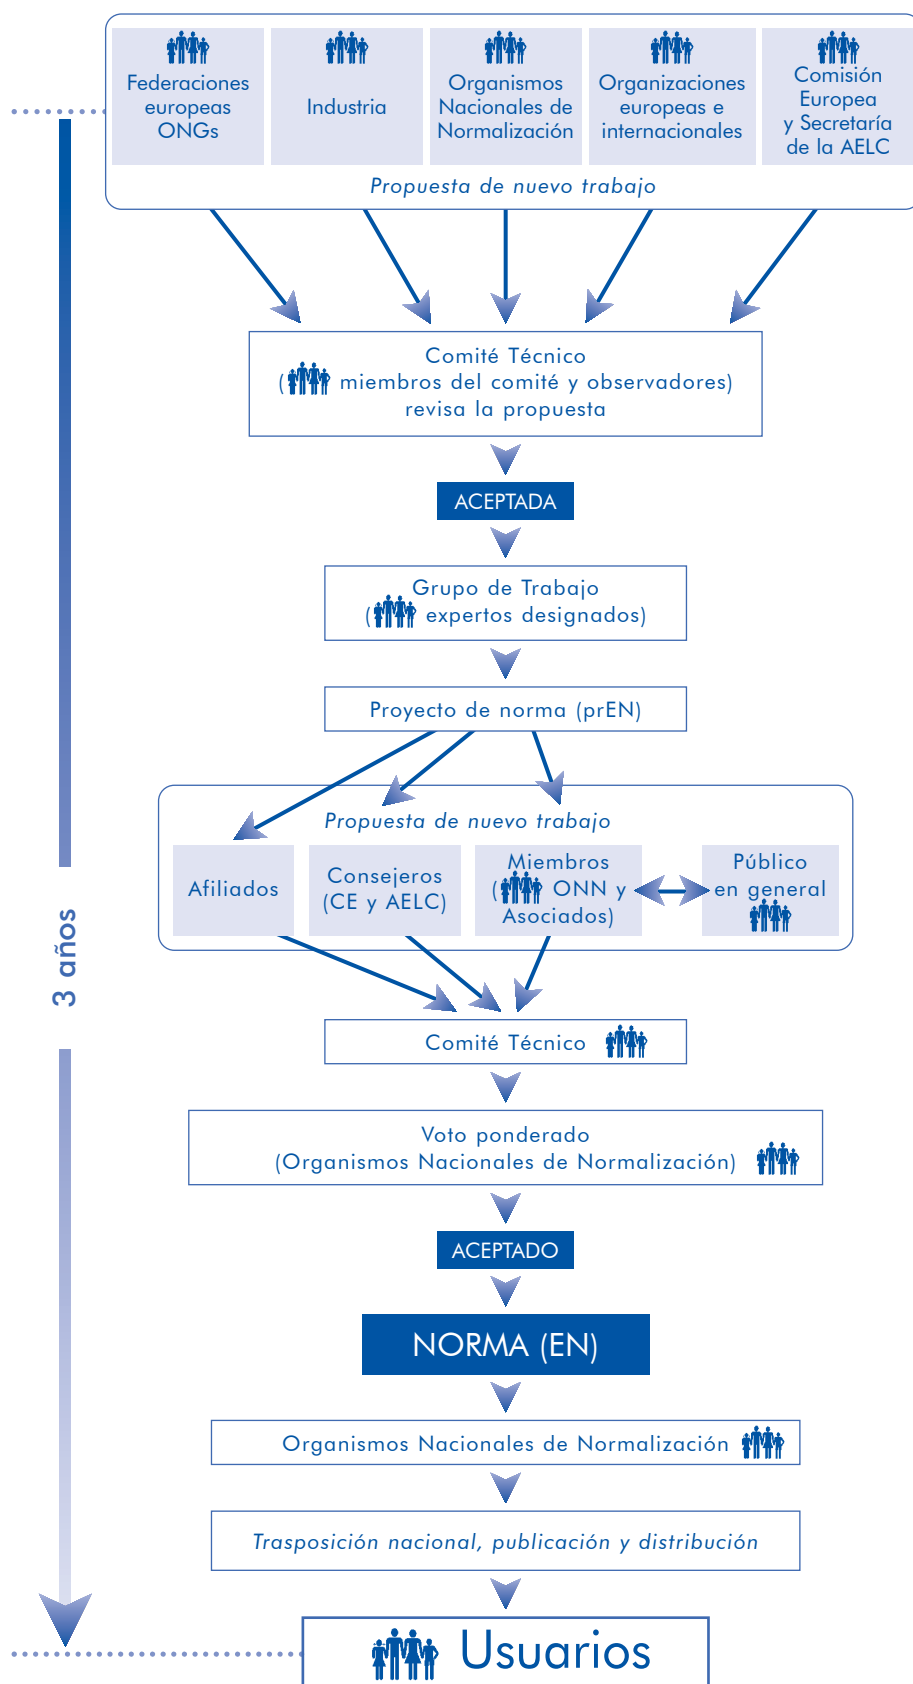 Federaciones
europeas
ONGs
Industria
Organismos
Nacionales de
Normalización
Organizaciones
europeas e
internacionales
Comisión
Europea
y Secretaría
de la AELC
Propuesta de nuevo trabajo
Comité Técnico
( miembros del comité y observadores)
revisa la propuesta
ACEPTADA
Grupo de Trabajo
( expertos designados)
Proyecto de norma (prEN)
Propuesta de nuevo trabajo
Afiliados
Consejeros
(CE y AELC)
Miembros
( ONN y
Asociados)
Público
en general
3 años
Comité Técnico
Voto ponderado
(Organismos Nacionales de Normalización)
ACEPTADO
NORMA (EN)
Organismos Nacionales de Normalización
Trasposición nacional, publicación y distribución
Usuarios